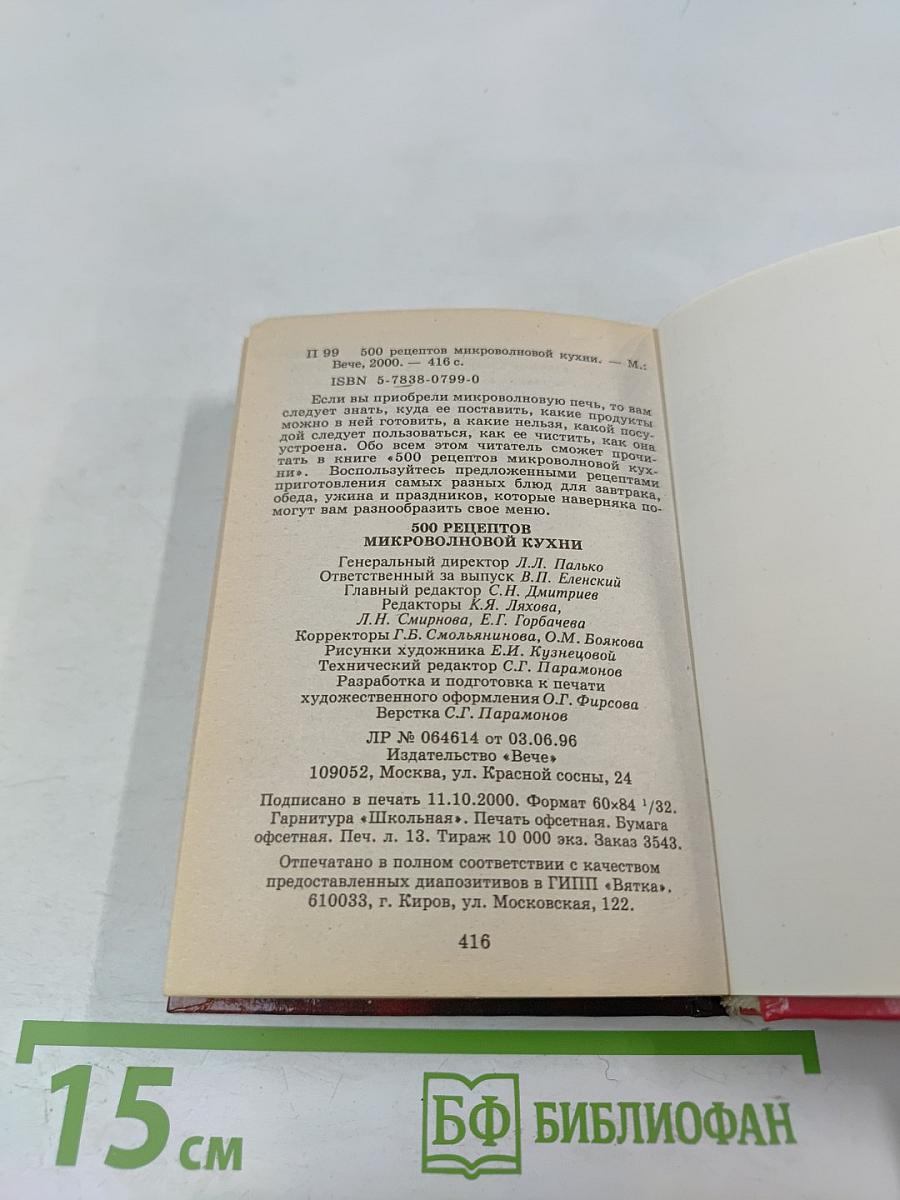 П 99 500 рецептов микроволновой кухни. — М.:
Вече, 2000. — 416 с.
ISBN 5-7838-0799-0
Если вы приобрели микроволновую печь, то вам
следует знать, куда ее поставить, какие продукты
можно в ней готовить, а какие нельзя, какой посу-
дой следует пользоваться, как ее чистить, как она
устроена. Обо всем этом читатель сможет прочи-
тать в книге «500 рецептов микроволновой кух-
ни». Воспользуйтесь предложенными рецептами
приготовления самых разных блюд для завтрака,
обеда, ужина и праздников, которые наверняка по-
могут вам разнообразить свое меню.
500 РЕЦЕПТОВ
МИКРОВОЛНОВОЙ КУХНИ
Генеральный директор Л.Л. Палько
Ответственный за выпуск В.П. Еленский
Главный редактор С.Н. Дмитриев
Редакторы К.Я. Ляхова,
Л.Н. Смирнова, Е.Г. Горбачева
Корректоры Г.Б. Смольянинова, О.М. Боякова
Рисунки художника Е.И. Кузнецовой
Технический редактор С.Г. Парамонов
Разработка и подготовка к печати
художественного оформления О.Г. Фирсова
Верстка С.Г. Парамонов
ЛР № 064614 от 03.06.96
Издательство «Вече»
109052, Москва, ул. Красной сосны, 24
Подписано в печать 11.10.2000. Формат 60×84 1/32.
Гарнитура «Школьная». Печать офсетная. Бумага
офсетная. Печ. л. 13. Тираж 10 000 экз. Заказ 3543.
Отпечатано в полном соответствии с качеством
предоставленных диапозитивов в ГИПП «Вятка».
610033, г. Киров, ул. Московская, 122.
416
15 см
БФ БИБЛИОФАН